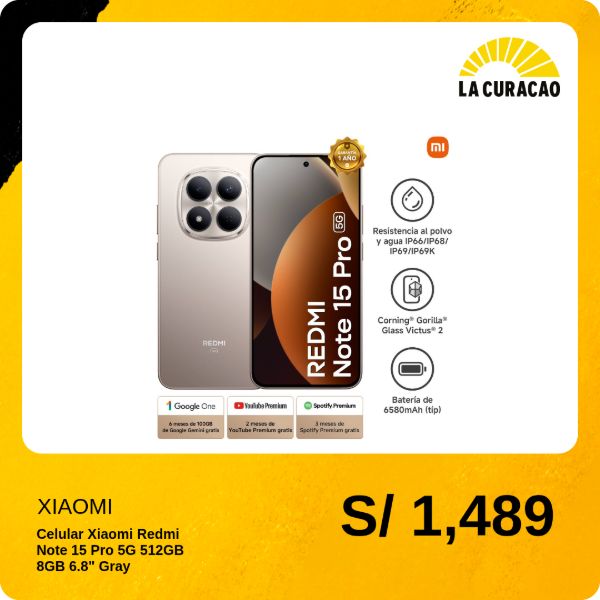 LA CURACAO
GARANTÍA
1 AÑO
mi
Resistencia al polvo
y agua IP66/IP68/
IP69/IP69K
Corning® Gorilla®
Glass Victus® 2
Batería de
6580mAh (tip)
REDMI
REDMI
Note 15 Pro 5G
Google One
6 meses de 100GB
de Google Gemini gratis
YouTube Premium
2 meses de
YouTube Premium gratis
Spotify Premium
3 meses de
Spotify Premium gratis
XIAOMI
Celular Xiaomi Redmi
Note 15 Pro 5G 512GB
8GB 6.8" Gray
S/ 1,489